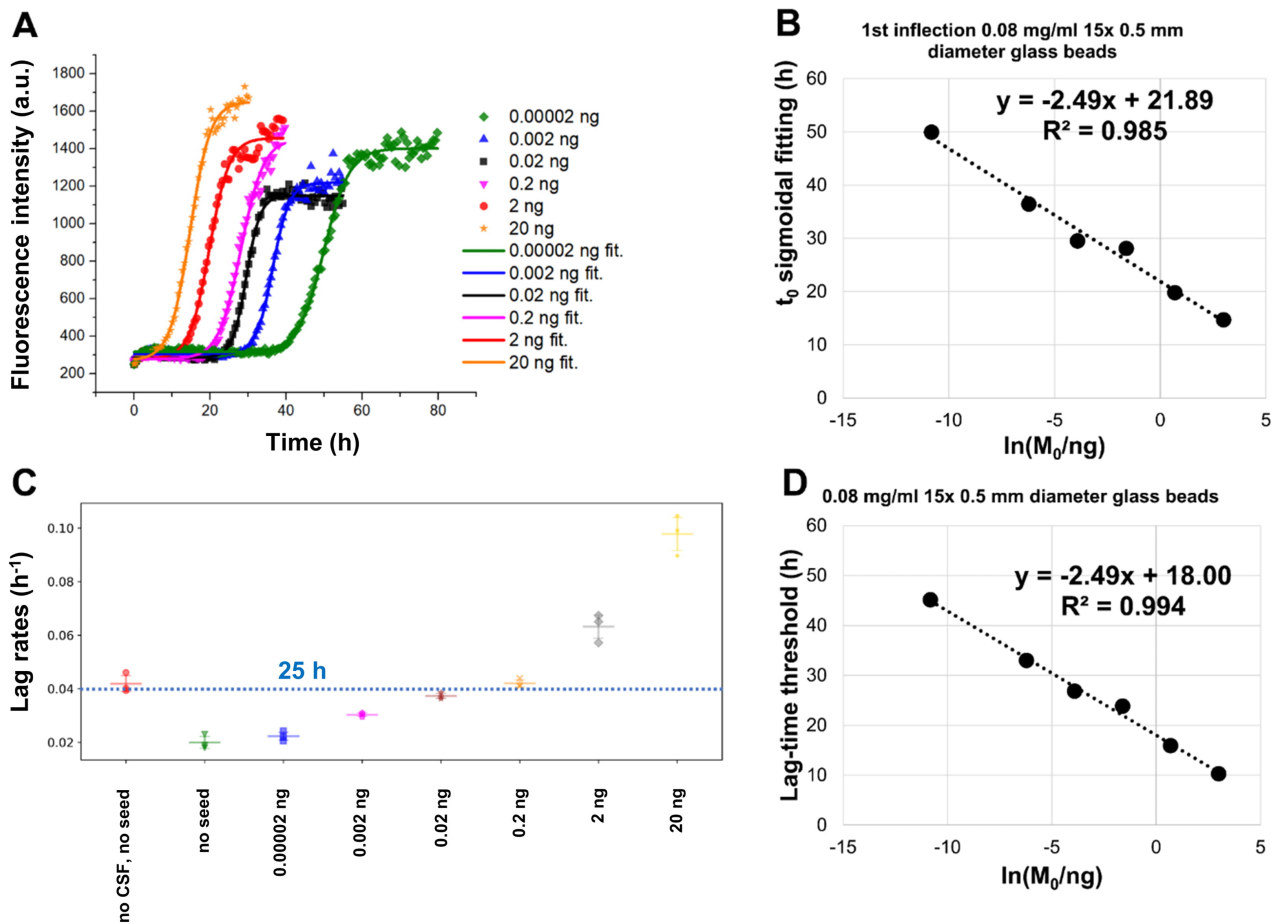 A
Fluorescence intensity (a.u.)
1800
1600
1400
1200
1000
800
600
400
200
0
20
40
60
80
Time (h)
0.00002 ng
0.002 ng
0.02 ng
0.2 ng
2 ng
20 ng
0.00002 ng fit.
0.002 ng fit.
0.02 ng fit.
0.2 ng fit.
2 ng fit.
20 ng fit.
B
1st inflection 0.08 mg/ml 15x 0.5 mm
diameter glass beads
t₀ sigmoidal fitting (h)
60
50
40
30
20
10
0
y = -2.49x + 21.89
R² = 0.985
-15
-10
-5
0
5
ln(M₀/ng)
C
Lag rates (h⁻¹)
0.10
0.08
0.06
0.04
0.02
25 h
no CSF, no seed
no seed
0.00002 ng
0.002 ng
0.02 ng
0.2 ng
2 ng
20 ng
D
0.08 mg/ml 15x 0.5 mm diameter glass beads
Lag-time threshold (h)
60
50
40
30
20
10
0
y = -2.49x + 18.00
R² = 0.994
-15
-10
-5
0
5
ln(M₀/ng)